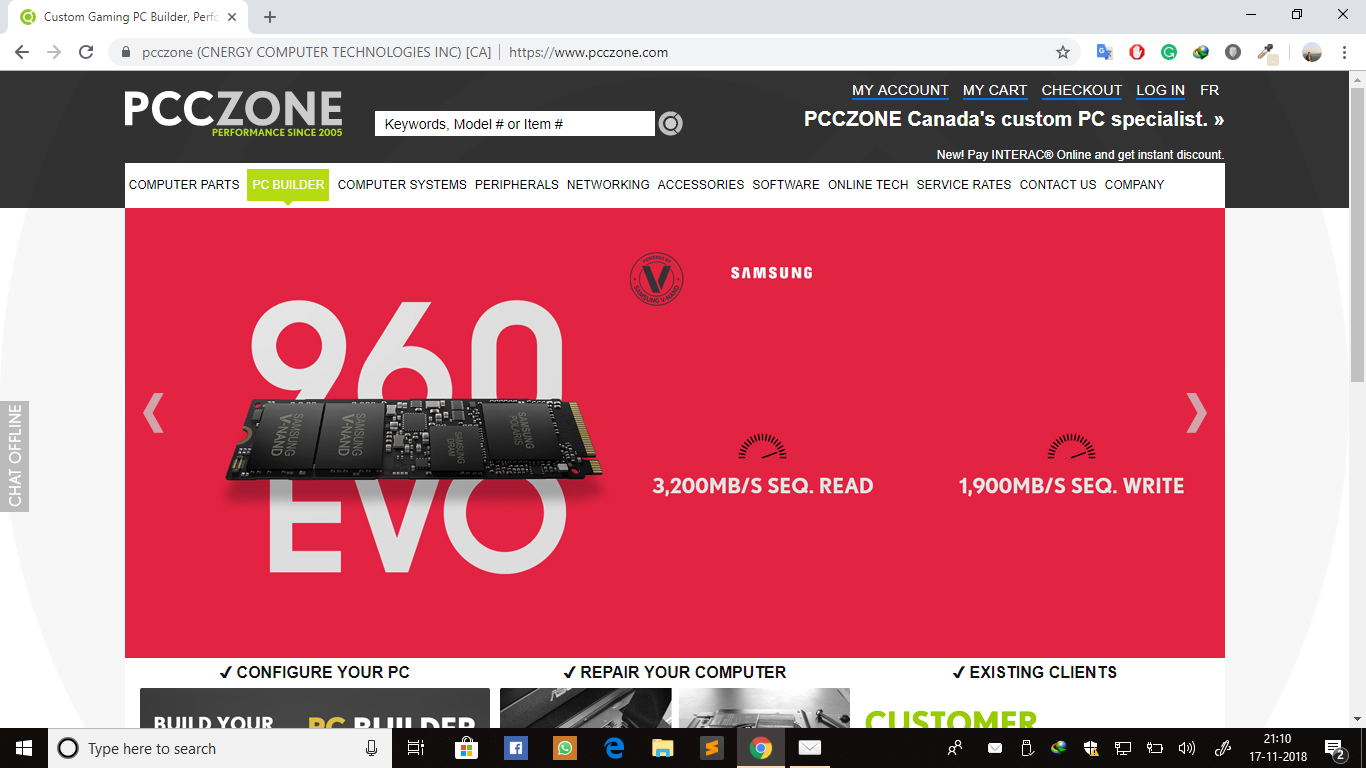 Custom Gaming PC Builder, Perfo
pcczone (CNERGY COMPUTER TECHNOLOGIES INC) [CA] | https://www.pcczone.com
MY ACCOUNT MY CART CHECKOUT LOG IN FR
PCCZONE
PERFORMANCE SINCE 2005
Keywords, Model # or Item #
PCCZONE Canada's custom PC specialist. »
New! Pay INTERAC® Online and get instant discount.
COMPUTER PARTS PC BUILDER COMPUTER SYSTEMS PERIPHERALS NETWORKING ACCESSORIES SOFTWARE ONLINE TECH SERVICE RATES CONTACT US COMPANY
POWERED BY
V
SAMSUNG V-NAND
SAMSUNG
960
EVO
SAMSUNG
V-NAND
SAMSUNG
V-NAND
SAMSUNG
DRAM
SAMSUNG
POLARIS
3,200MB/S SEQ. READ
1,900MB/S SEQ. WRITE
CHAT OFFLINE
✓ CONFIGURE YOUR PC
✓ REPAIR YOUR COMPUTER
✓ EXISTING CLIENTS
BUILD YOUR
PC BUILDER
CUSTOMER
Type here to search
21:10
17-11-2018
2